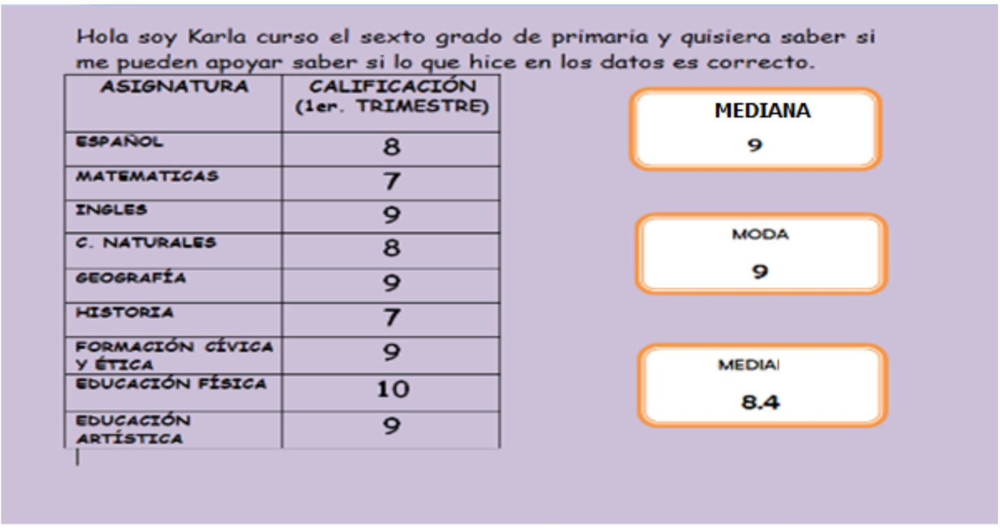 Hola soy Karla curso el sexto grado de primaria y quisiera saber si
me pueden apoyar saber si lo que hice en los datos es correcto.
ASIGNATURA CALIFICACIÓN
(1er. TRIMESTRE)
ESPAÑOL 8
MATEMATICAS 7
INGLES 9
C. NATURALES 8
GEOGRAFÍA 9
HISTORIA 7
FORMACIÓN CÍVICA
Y ÉTICA 9
EDUCACIÓN FÍSICA 10
EDUCACIÓN
ARTÍSTICA 9
MEDIANA
9
MODA
9
MEDIA
8.4